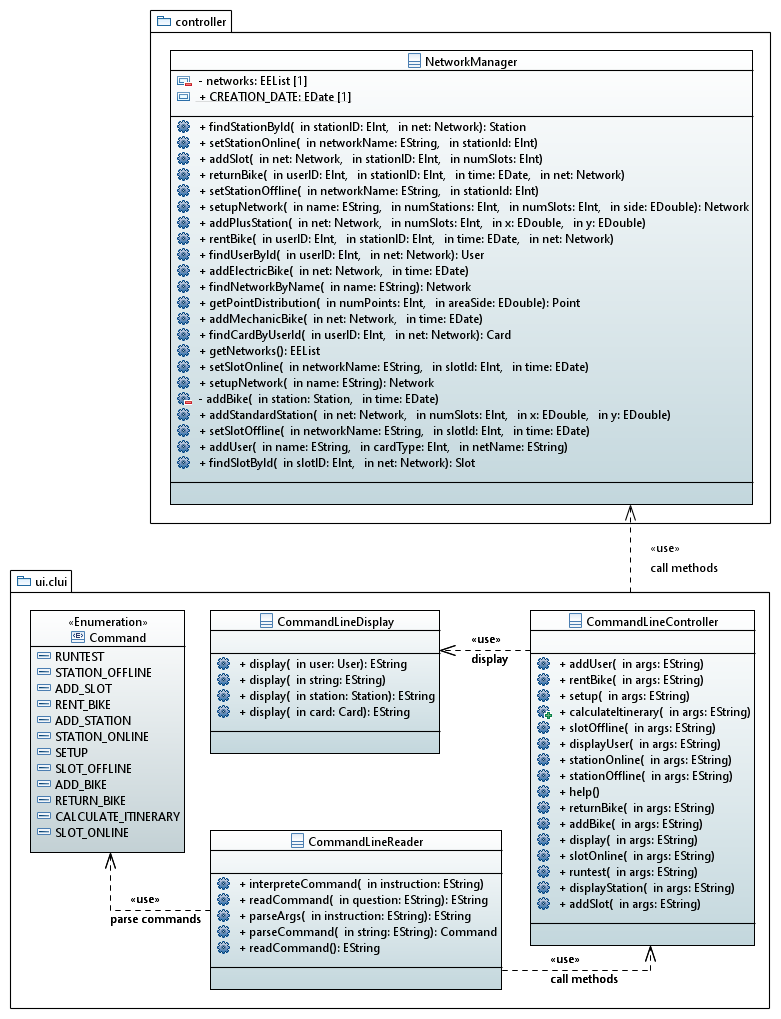 controller
NetworkManager
- networks: EEList [1]
+ CREATION_DATE: EDate [1]
+ findStationById( in stationID: EInt, in net: Network): Station
+ setStationOnline( in networkName: EString, in stationId: EInt)
+ addSlot( in net: Network, in stationID: EInt, in numSlots: EInt)
+ returnBike( in userID: EInt, in stationID: EInt, in time: EDate, in net: Network)
+ setStationOffline( in networkName: EString, in stationId: EInt)
+ setupNetwork( in name: EString, in numStations: EInt, in numSlots: EInt, in side: EDouble): Network
+ addPlusStation( in net: Network, in numSlots: EInt, in x: EDouble, in y: EDouble)
+ rentBike( in userID: EInt, in stationID: EInt, in time: EDate, in net: Network)
+ findUserById( in userID: EInt, in net: Network): User
+ addElectricBike( in net: Network, in time: EDate)
+ findNetworkByName( in name: EString): Network
+ getPointDistribution( in numPoints: EInt, in areaSide: EDouble): Point
+ addMechanicBike( in net: Network, in time: EDate)
+ findCardByUserId( in userID: EInt, in net: Network): Card
+ getNetworks(): EEList
+ setSlotOnline( in networkName: EString, in slotId: EInt, in time: EDate)
+ setupNetwork( in name: EString): Network
- addBike( in station: Station, in time: EDate)
+ addStandardStation( in net: Network, in numSlots: EInt, in x: EDouble, in y: EDouble)
+ setSlotOffline( in networkName: EString, in slotId: EInt, in time: EDate)
+ addUser( in name: EString, in cardType: EInt, in netName: EString)
+ findSlotById( in slotID: EInt, in net: Network): Slot
«use»
call methods
ui.clui
«Enumeration»
Command
RUNTEST
STATION_OFFLINE
ADD_SLOT
RENT_BIKE
ADD_STATION
STATION_ONLINE
SETUP
SLOT_OFFLINE
ADD_BIKE
RETURN_BIKE
CALCULATE_ITINERARY
SLOT_ONLINE
CommandLineDisplay
+ display( in user: User): EString
+ display( in string: EString)
+ display( in station: Station): EString
+ display( in card: Card): EString
«use»
display
CommandLineController
+ addUser( in args: EString)
+ rentBike( in args: EString)
+ setup( in args: EString)
+ calculateItinerary( in args: EString)
+ slotOffline( in args: EString)
+ displayUser( in args: EString)
+ stationOnline( in args: EString)
+ stationOffline( in args: EString)
+ help()
+ returnBike( in args: EString)
+ addBike( in args: EString)
+ display( in args: EString)
+ slotOnline( in args: EString)
+ runtest( in args: EString)
+ displayStation( in args: EString)
+ addSlot( in args: EString)
CommandLineReader
+ interpreteCommand( in instruction: EString)
+ readCommand( in question: EString): EString
+ parseArgs( in instruction: EString): EString
+ parseCommand( in string: EString): Command
+ readCommand(): EString
«use»
parse commands
«use»
call methods